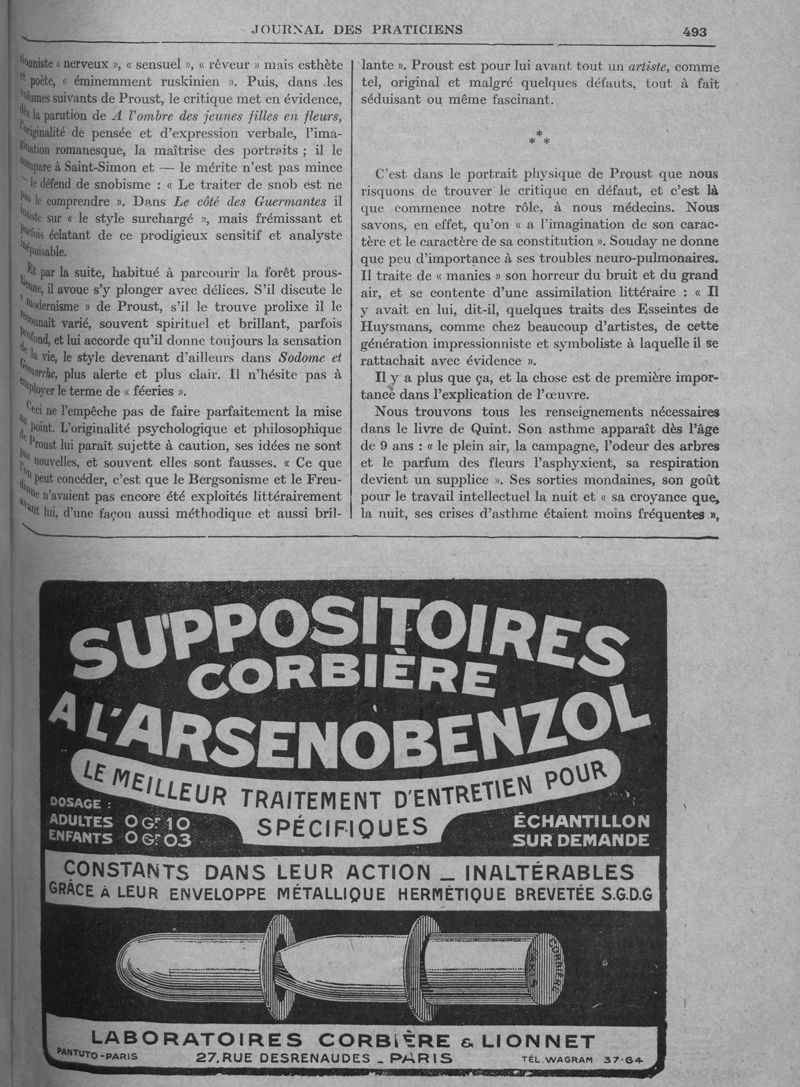 JOURNAL DES PRATICIENS
493
« nerveux », « sensuel », « rêveur » mais esthète
et poète, « éminemment ruskinien ». Puis, dans les
volumes suivants de Proust, le critique met en évidence,
dès la parution de A l'ombre des jeunes filles en fleurs,
l'originalité de pensée et d'expression verbale, l'ima-
gination romanesque, la maîtrise des portraits ; il le
compare à Saint-Simon et — le mérite n'est pas mince
— le défend de snobisme : « Le traiter de snob est ne
pas le comprendre ». Dans Le côté des Guermantes il
insiste sur « le style surchargé », mais frémissant et
parfois éclatant de ce prodigieux sensitif et analyste
inépuisable.
Et par la suite, habitué à parcourir la forêt prous-
tienne, il avoue s'y plonger avec délices. S'il discute le
« modernisme » de Proust, s'il le trouve prolixe il le
reconnaît varié, souvent spirituel et brillant, parfois
profond, et lui accorde qu'il donne toujours la sensation
de la vie, le style devenant d'ailleurs dans Sodome et
Gomorrhe, plus alerte et plus clair. Il n'hésite pas à
employer le terme de « féeries ».
Ceci ne l'empêche pas de faire parfaitement la mise
au point. L'originalité psychologique et philosophique
de Proust lui paraît sujette à caution, ses idées ne sont
pas nouvelles, et souvent elles sont fausses. « Ce que
l'on peut concéder, c'est que le Bergsonisme et le Freu-
disme n'avaient pas encore été exploités littérairement
avant lui, d'une façon aussi méthodique et aussi bril-
lante ». Proust est pour lui avant tout un artiste, comme
tel, original et malgré quelques défauts, tout à fait
séduisant ou même fascinant.
*
* *
C'est dans le portrait physique de Proust que nous
risquons de trouver le critique en défaut, et c'est là
que commence notre rôle, à nous médecins. Nous
savons, en effet, qu'on « a l'imagination de son carac-
tère et le caractère de sa constitution ». Souday ne donne
que peu d'importance à ses troubles neuro-pulmonaires.
Il traite de « manies » son horreur du bruit et du grand
air, et se contente d'une assimilation littéraire : « Il
y avait en lui, dit-il, quelques traits des Esseintes de
Huysmans, comme chez beaucoup d'artistes, de cette
génération impressionniste et symboliste à laquelle il se
rattachait avec évidence ».
Il y a plus que ça, et la chose est de première impor-
tance dans l'explication de l'œuvre.
Nous trouvons tous les renseignements nécessaires
dans le livre de Quint. Son asthme apparaît dès l'âge
de 9 ans : « le plein air, la campagne, l'odeur des arbres
et le parfum des fleurs l'asphyxient, sa respiration
devient un supplice ». Ses sorties mondaines, son goût
pour le travail intellectuel la nuit et « sa croyance que,
la nuit, ses crises d'asthme étaient moins fréquentes »,
SUPPOSITOIRES
CORBIÈRE
A L'ARSENOBENZOL
LE MEILLEUR TRAITEMENT D'ENTRETIEN POUR
SPÉCIFIQUES
DOSAGE :
ADULTES 0 Gr 10
ENFANTS 0 Gr 03
ÉCHANTILLON
SUR DEMANDE
CONSTANTS DANS LEUR ACTION _ INALTÉRABLES
GRÂCE A LEUR ENVELOPPE MÉTALLIQUE HERMÉTIQUE BREVETÉE S.G.D.G
CORBIÈRE
PARIS
LABORATOIRES CORBIÈRE & LIONNET
PANTUTO-PARIS
27, RUE DESRENAUDES _ PARIS
TÉL. WAGRAM 37-64